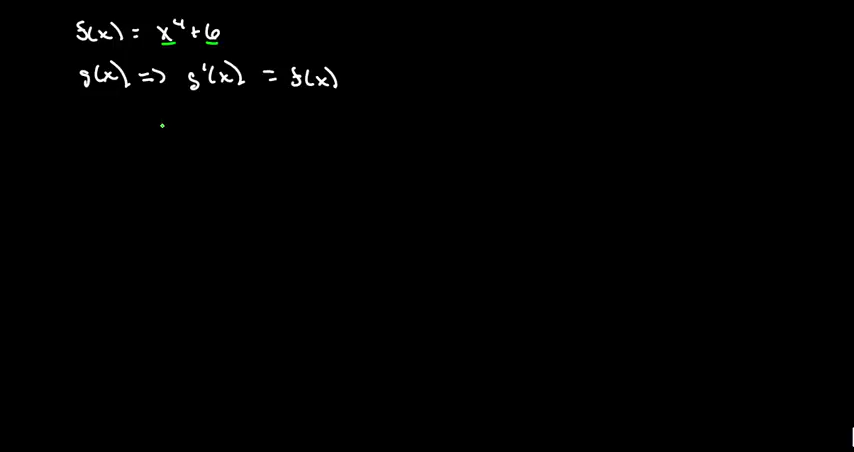 f(x) = x⁴+6
g(x) => g'(x) = f(x)